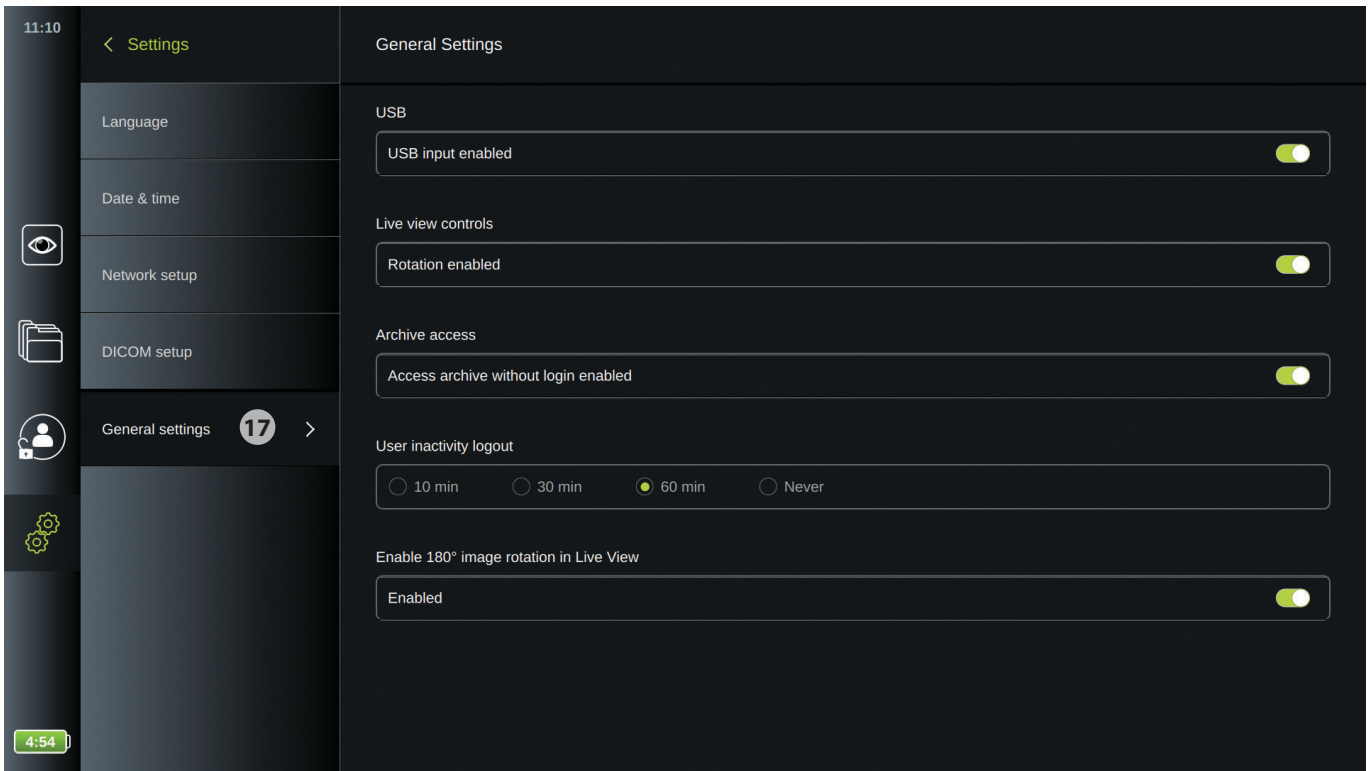 11:10
Settings
General Settings
Language
Date & time
Network setup
DICOM setup
General settings 17
USB
USB input enabled
Live view controls
Rotation enabled
Archive access
Access archive without login enabled
User inactivity logout
10 min 30 min 60 min Never
Enable 180° image rotation in Live View
Enabled
4:54